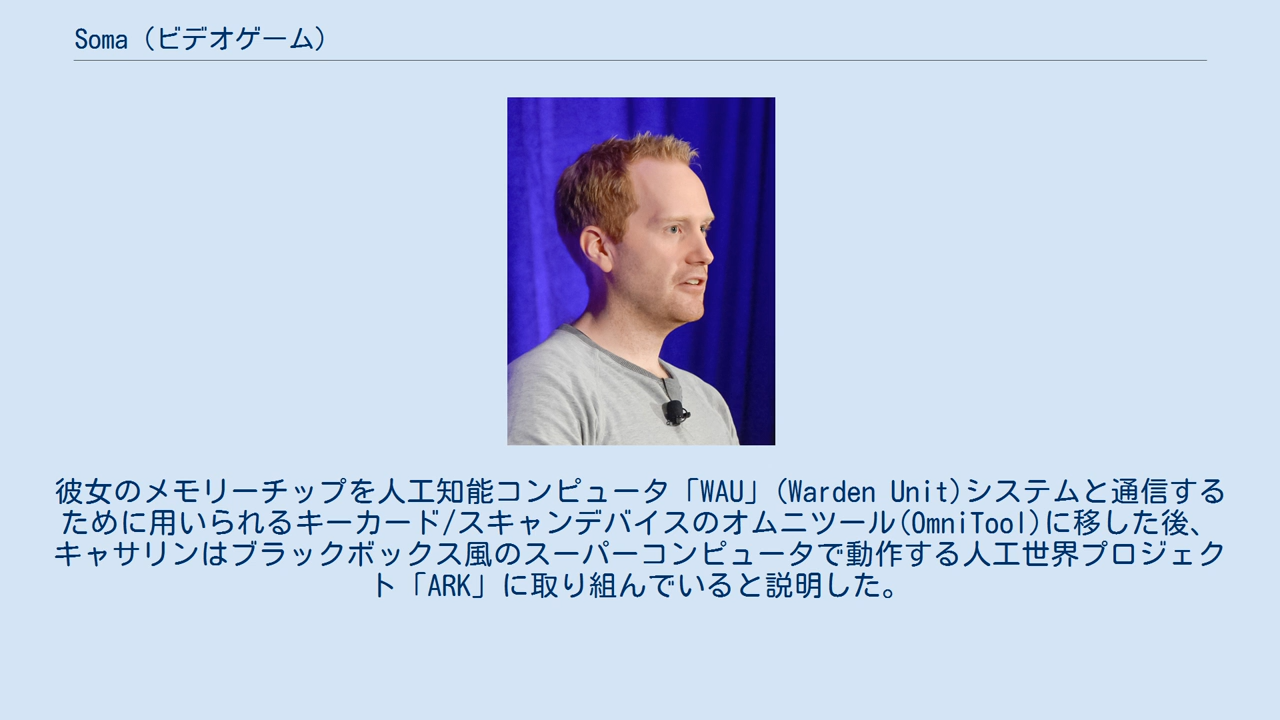 Soma（ビデオゲーム）
彼女のメモリーチップを人工知能コンピュータ「WAU」(Warden Unit)システムと通信する
ために用いられるキーカード/スキャンデバイスのオムニツール(OmniTool)に移した後、
キャサリンはブラックボックス風のスーパーコンピュータで動作する人工世界プロジェク
ト「ARK」に取り組んでいると説明した。